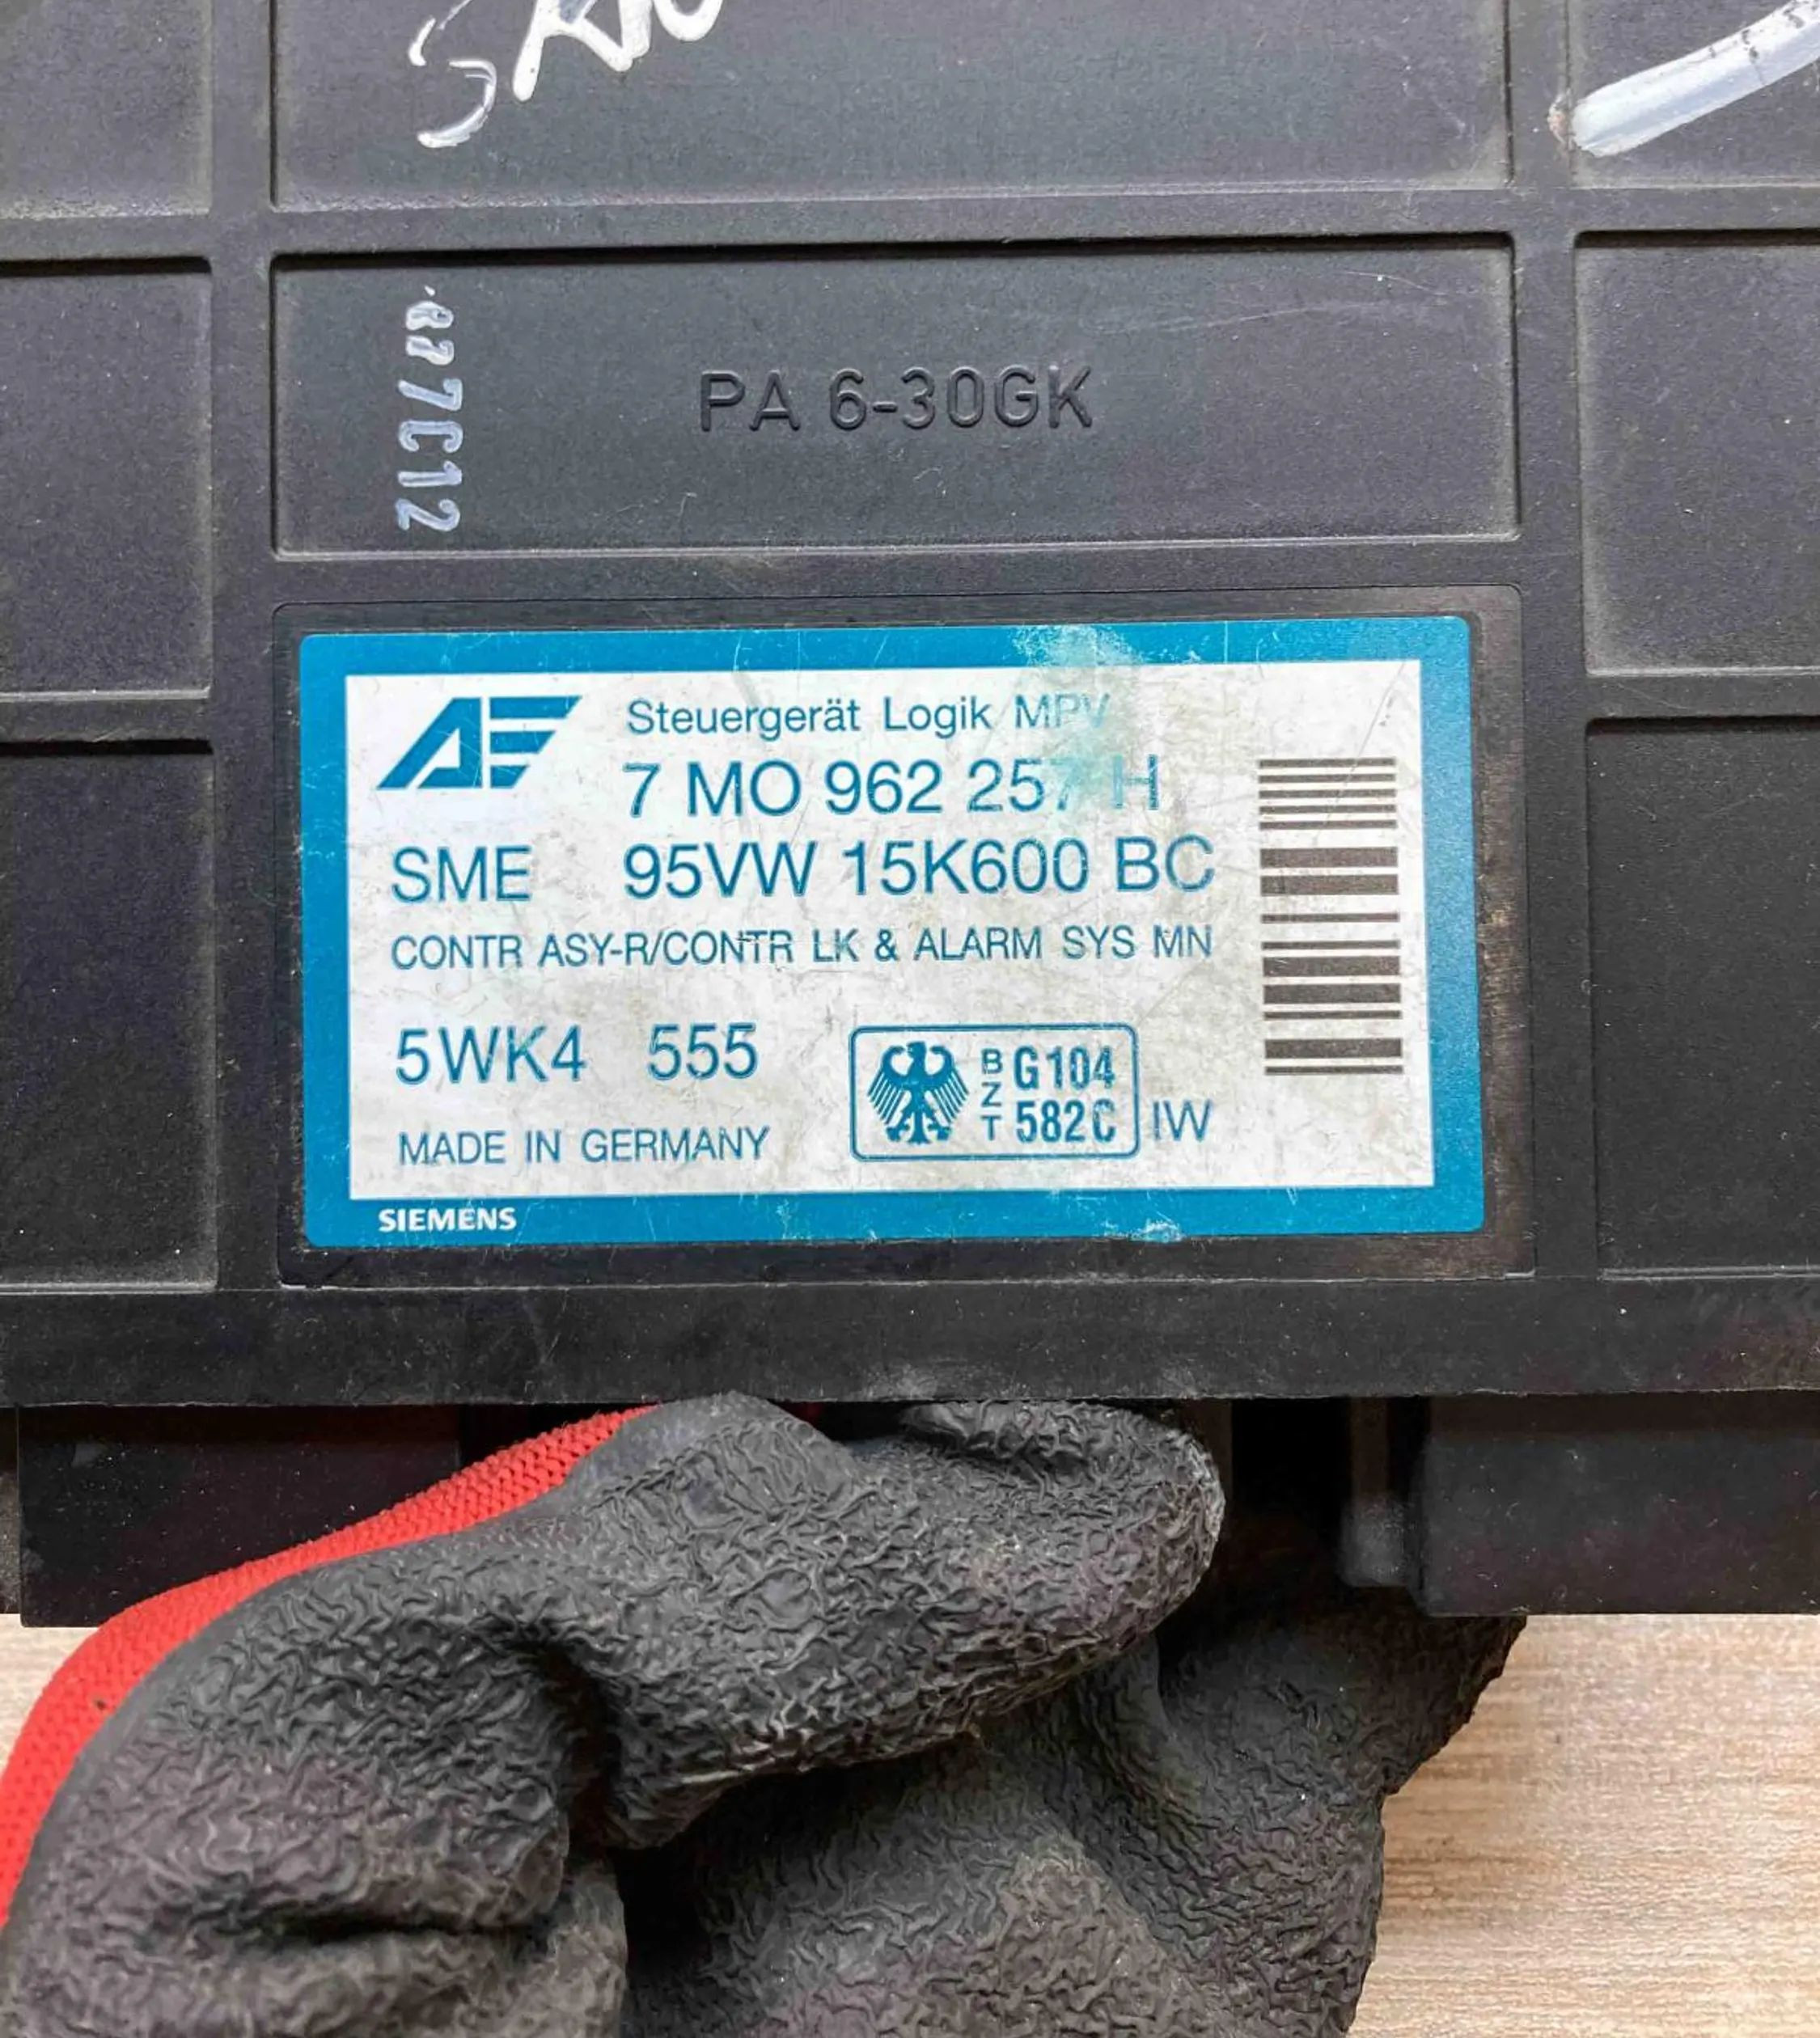 PA 6-30GK
AE
Steuergerät Logik MPV
7 MO 962 257 H
SME 95VW 15K600 BC
CONTR ASY-R/CONTR LK & ALARM SYS MN
5WK4 555
BZT G104 582C IW
MADE IN GERMANY
SIEMENS